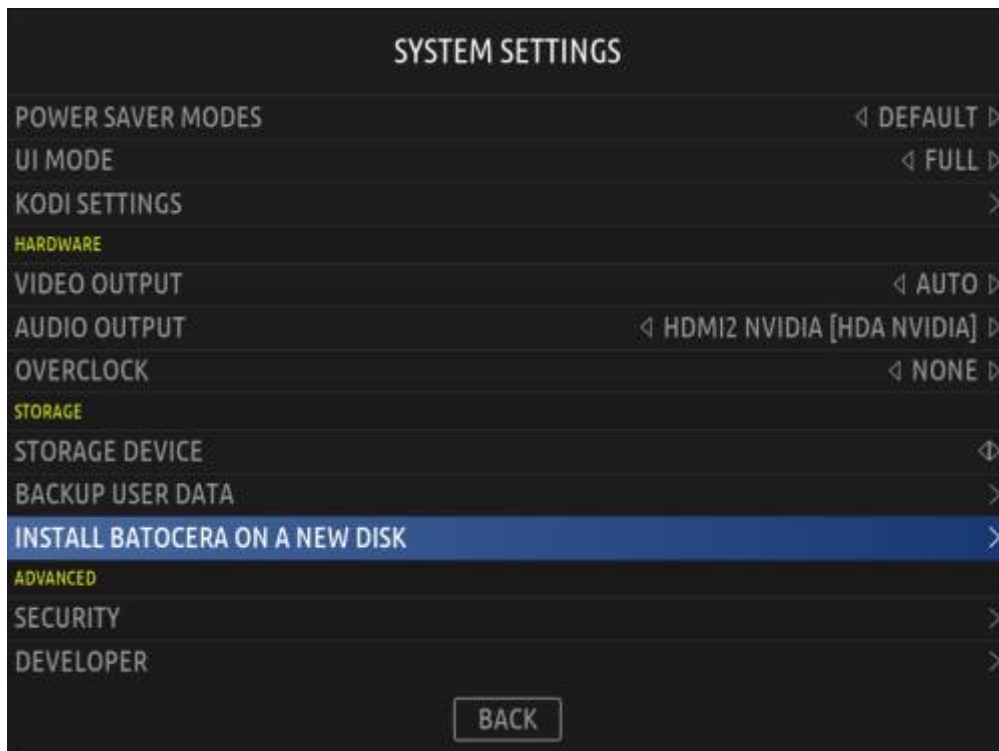 SYSTEM SETTINGS
POWER SAVER MODES DEFAULT
UI MODE FULL
KODI SETTINGS
HARDWARE
VIDEO OUTPUT AUTO
AUDIO OUTPUT HDMI2 NVIDIA [HDA NVIDIA]
OVERCLOCK NONE
STORAGE
STORAGE DEVICE
BACKUP USER DATA
INSTALL BATOCERA ON A NEW DISK
ADVANCED
SECURITY
DEVELOPER
BACK